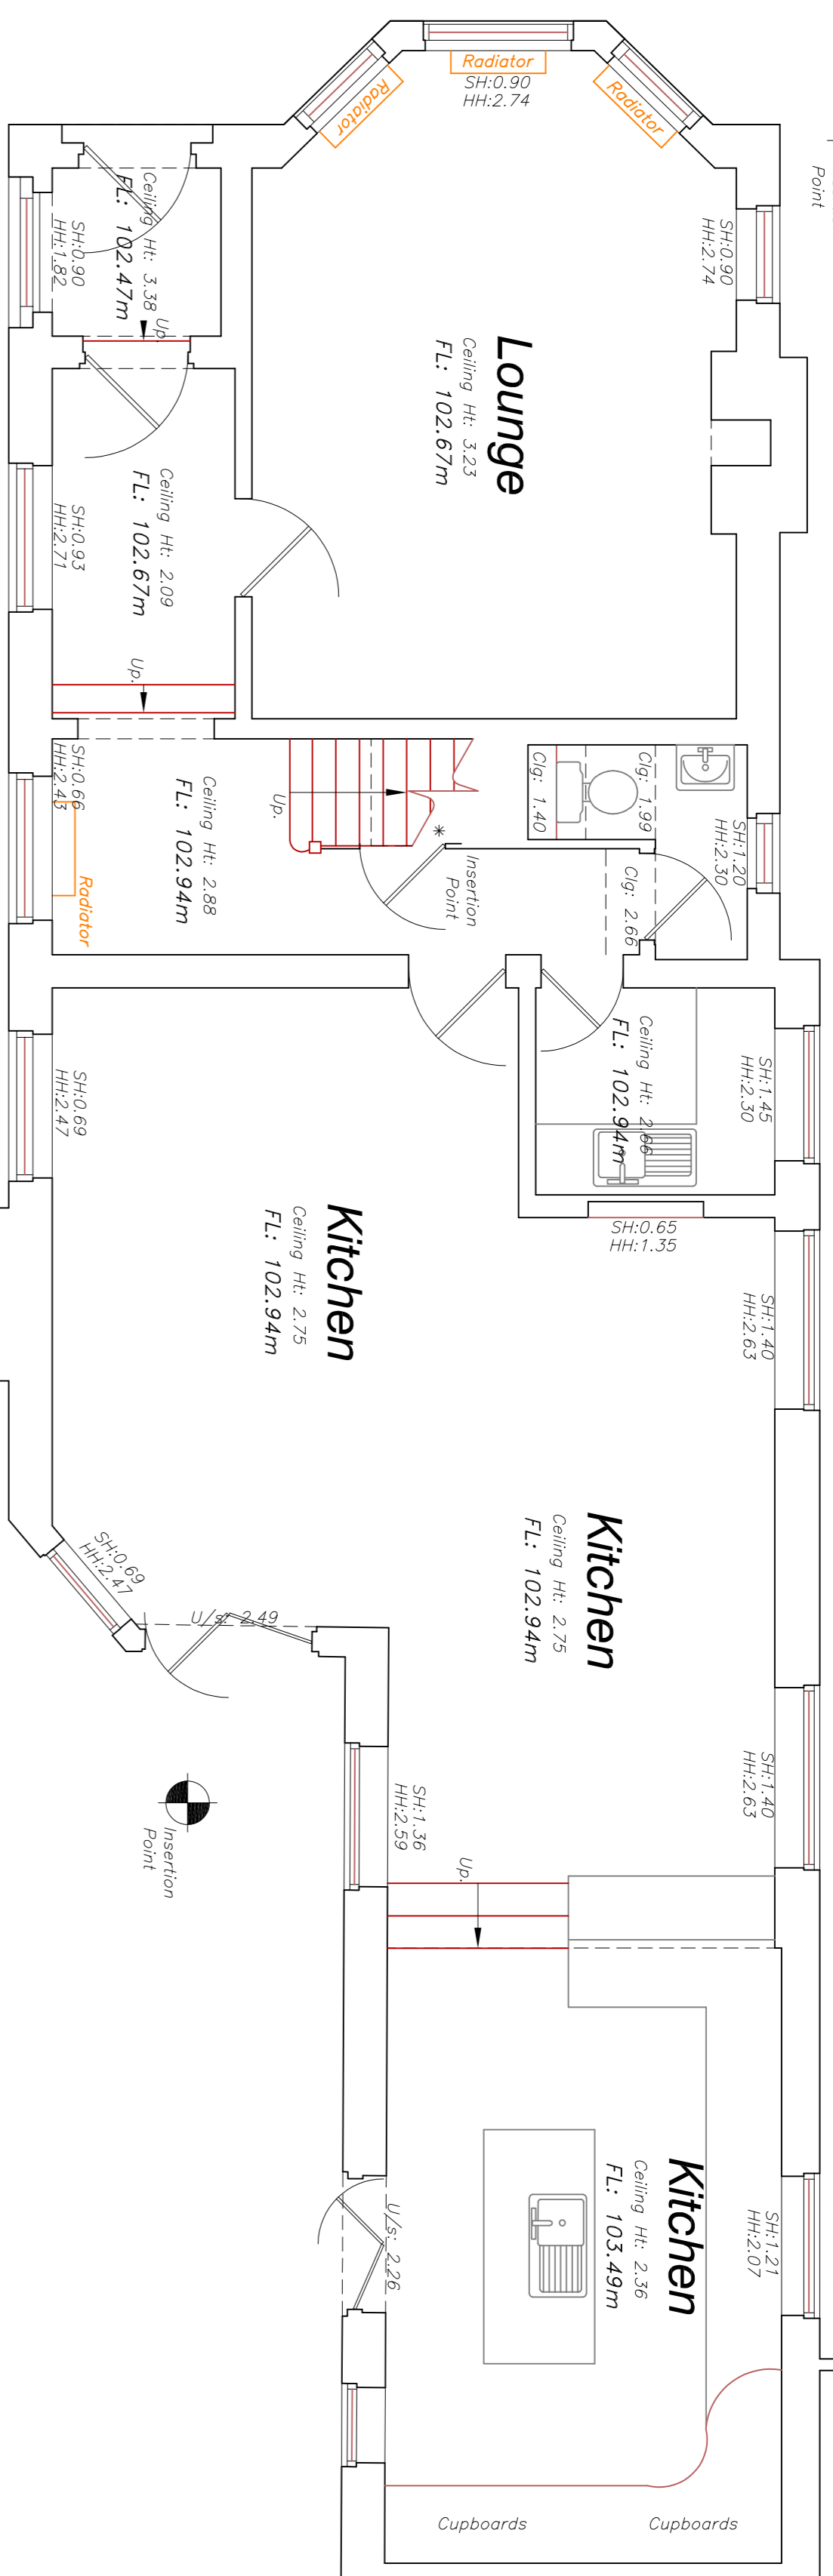 Point
Radiator
SH:0.90
HH:2.74
Radiator
Radiator
SH:0.90
HH:2.74
Lounge
Ceiling Ht: 3.23
FL: 102.67m
Ceiling Ht: 3.38
FL: 102.47m
SH:0.90
HH:1.82
Up.
Ceiling Ht: 2.09
FL: 102.67m
SH:0.93
HH:2.71
Up.
Ceiling Ht: 2.88
FL: 102.94m
SH:0.66
HH:2.43
Radiator
Up.
*
Insertion
Point
Clg: 1.40
Clg: 1.99
SH:1.20
HH:2.30
Clg: 2.66
Ceiling Ht: 2.66
FL: 102.94m
SH:1.45
HH:2.30
SH:0.69
HH:2.47
SH:0.65
HH:1.35
Kitchen
Ceiling Ht: 2.75
FL: 102.94m
SH:1.40
HH:2.63
Kitchen
Ceiling Ht: 2.75
FL: 102.94m
SH:0.69
HH:2.47
U/s: 2.49
SH:1.40
HH:2.63
SH:1.36
HH:2.59
Insertion
Point
Up.
Kitchen
Ceiling Ht: 2.36
FL: 103.49m
SH:1.21
HH:2.07
U/s: 2.26
Cupboards
Cupboards